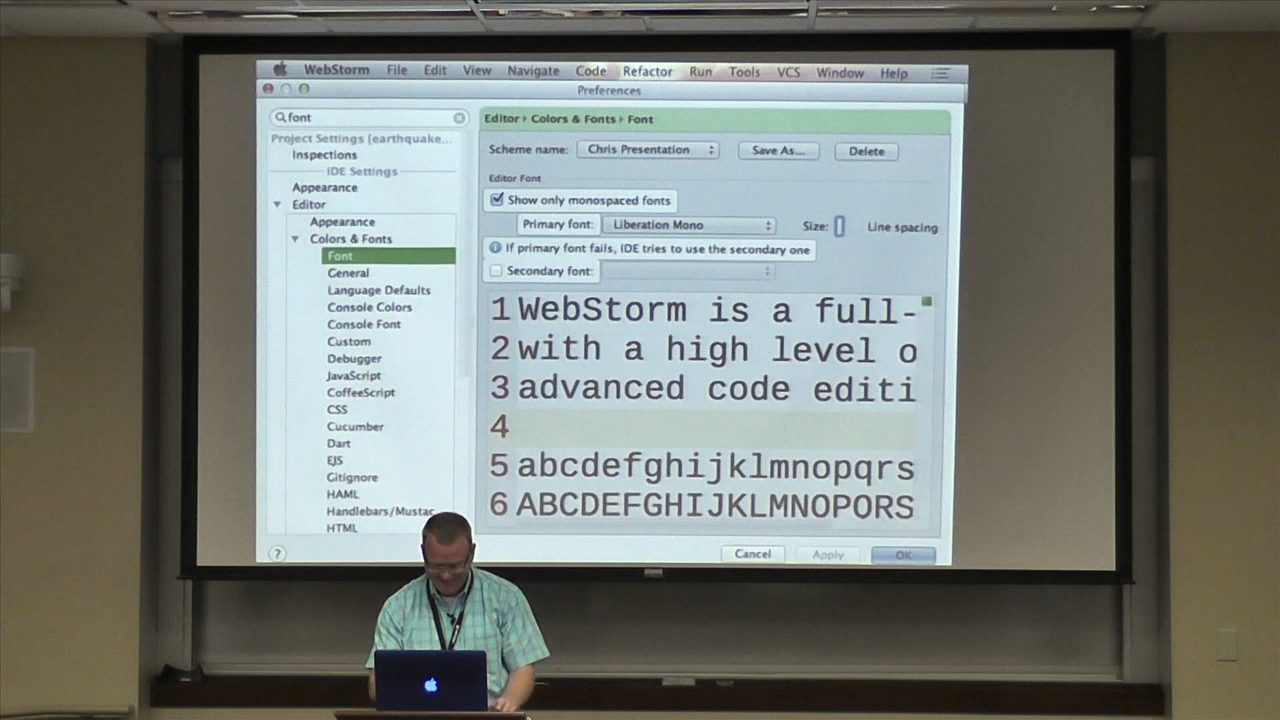 WebStorm File Edit View Navigate Code Refactor Run Tools VCS Window Help
Preferences
font
Project Settings [earthquake...
Inspections
IDE Settings
Appearance
Editor
Appearance
Colors & Fonts
Font
General
Language Defaults
Console Colors
Console Font
Custom
Debugger
JavaScript
CoffeeScript
CSS
Cucumber
Dart
EJS
Gitignore
HAML
Handlebars/Mustac
HTML
?
Editor › Colors & Fonts › Font
Scheme name: Chris Presentation Save As... Delete
Editor Font
Show only monospaced fonts
Primary font: Liberation Mono Size: Line spacing
If primary font fails, IDE tries to use the secondary one
Secondary font:
1 WebStorm is a full-
2 with a high level o
3 advanced code editi
4
5 abcdefghijklmnopqrs
6 ABCDEFGHIJKLMNOPQRS
Cancel Apply OK